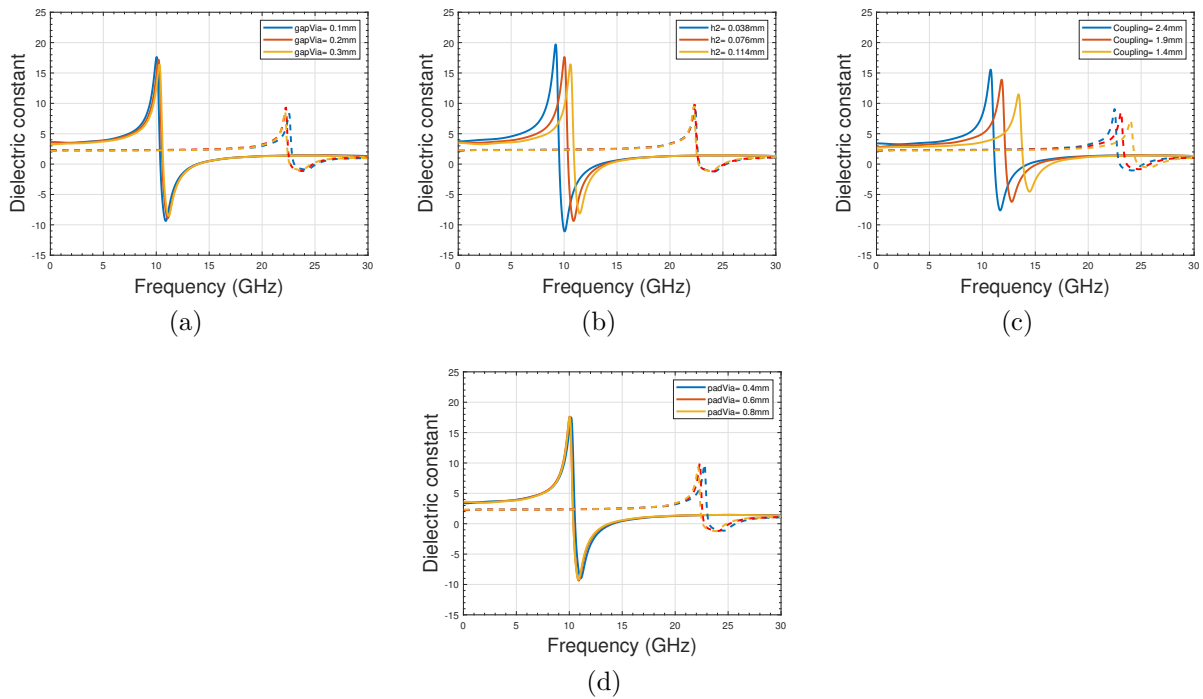 25
20
15
10
5
0
-5
-10
-15
0
5
10
15
20
25
30
Dielectric constant
Frequency (GHz)
gapVia= 0.1mm
gapVia= 0.2mm
gapVia= 0.3mm
(a)
25
20
15
10
5
0
-5
-10
-15
0
5
10
15
20
25
30
Dielectric constant
Frequency (GHz)
h2= 0.038mm
h2= 0.076mm
h2= 0.114mm
(b)
25
20
15
10
5
0
-5
-10
-15
0
5
10
15
20
25
30
Dielectric constant
Frequency (GHz)
Coupling= 2.4mm
Coupling= 1.9mm
Coupling= 1.4mm
(c)
25
20
15
10
5
0
-5
-10
-15
0
5
10
15
20
25
30
Dielectric constant
Frequency (GHz)
padVia= 0.4mm
padVia= 0.6mm
padVia= 0.8mm
(d)